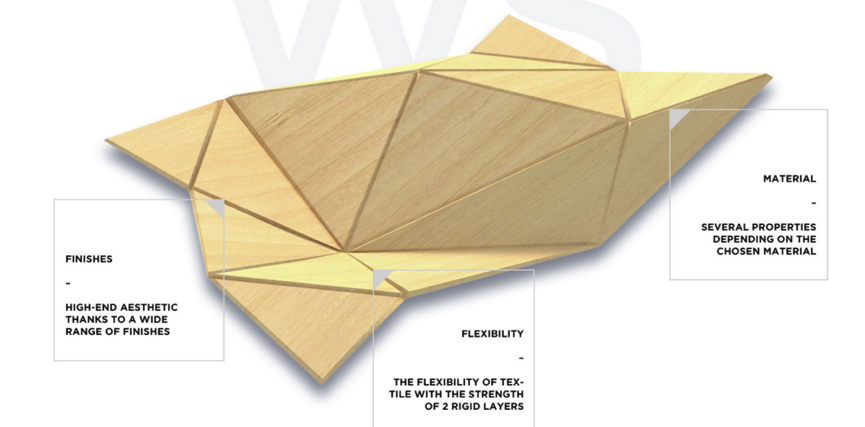 MATERIAL
-
SEVERAL PROPERTIES
DEPENDING ON THE
CHOSEN MATERIAL
FINISHES
-
HIGH-END AESTHETIC
THANKS TO A WIDE
RANGE OF FINISHES
FLEXIBILITY
-
THE FLEXIBILITY OF TEX-
TILE WITH THE STRENGTH
OF 2 RIGID LAYERS